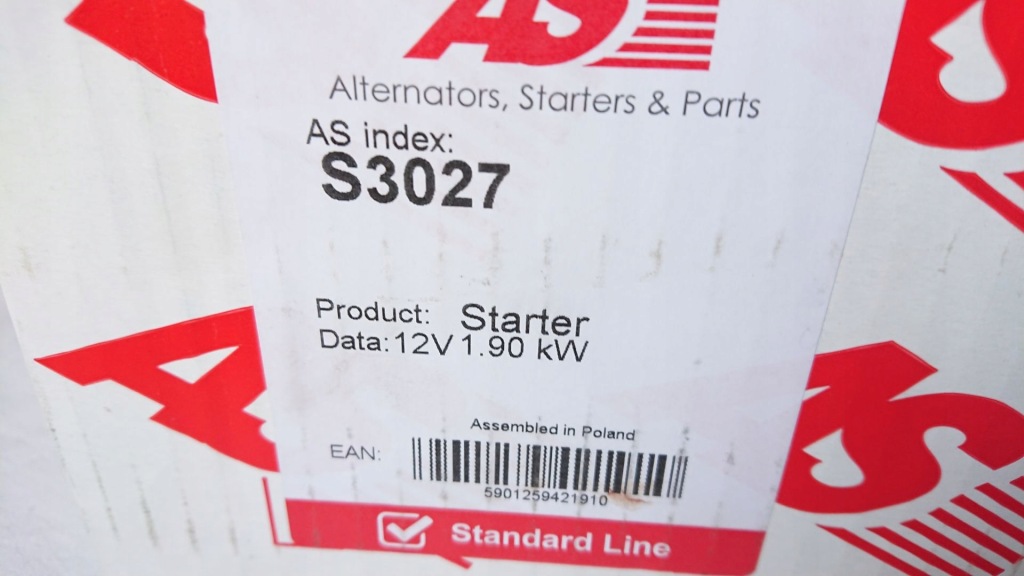 AS
Alternators, Starters & Parts
AS index:
S3027
Product: Starter
Data: 12V 1.90 kW
Assembled in Poland
EAN:
5901259421910
Standard Line
AS